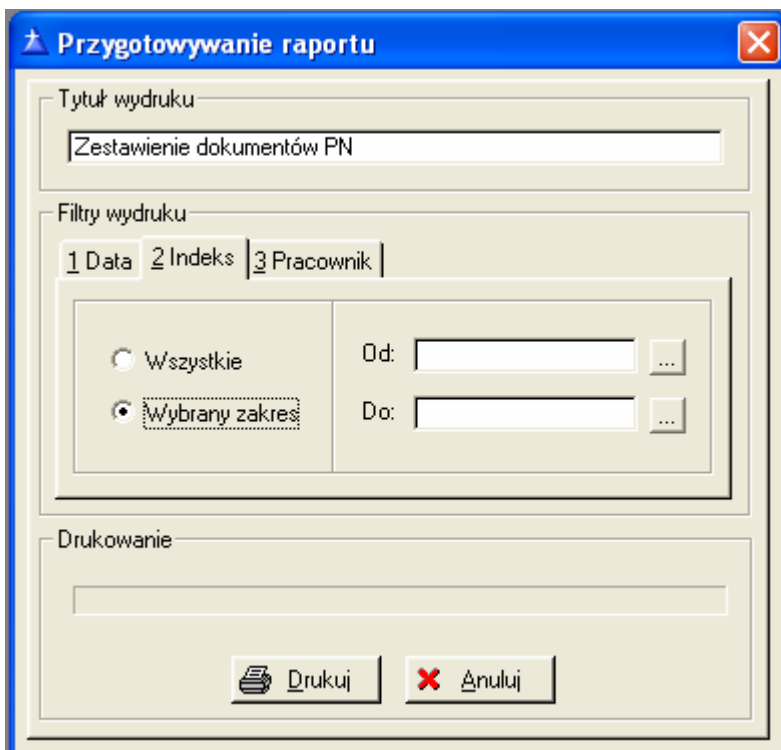 Przygotowywanie raportu
Tytuł wydruku
Zestawienie dokumentów PN
Filtry wydruku
1 Data 2 Indeks 3 Pracownik
Wszystkie
Od: ...
Wybrany zakres
Do: ...
Drukowanie
Drukuj Anuluj